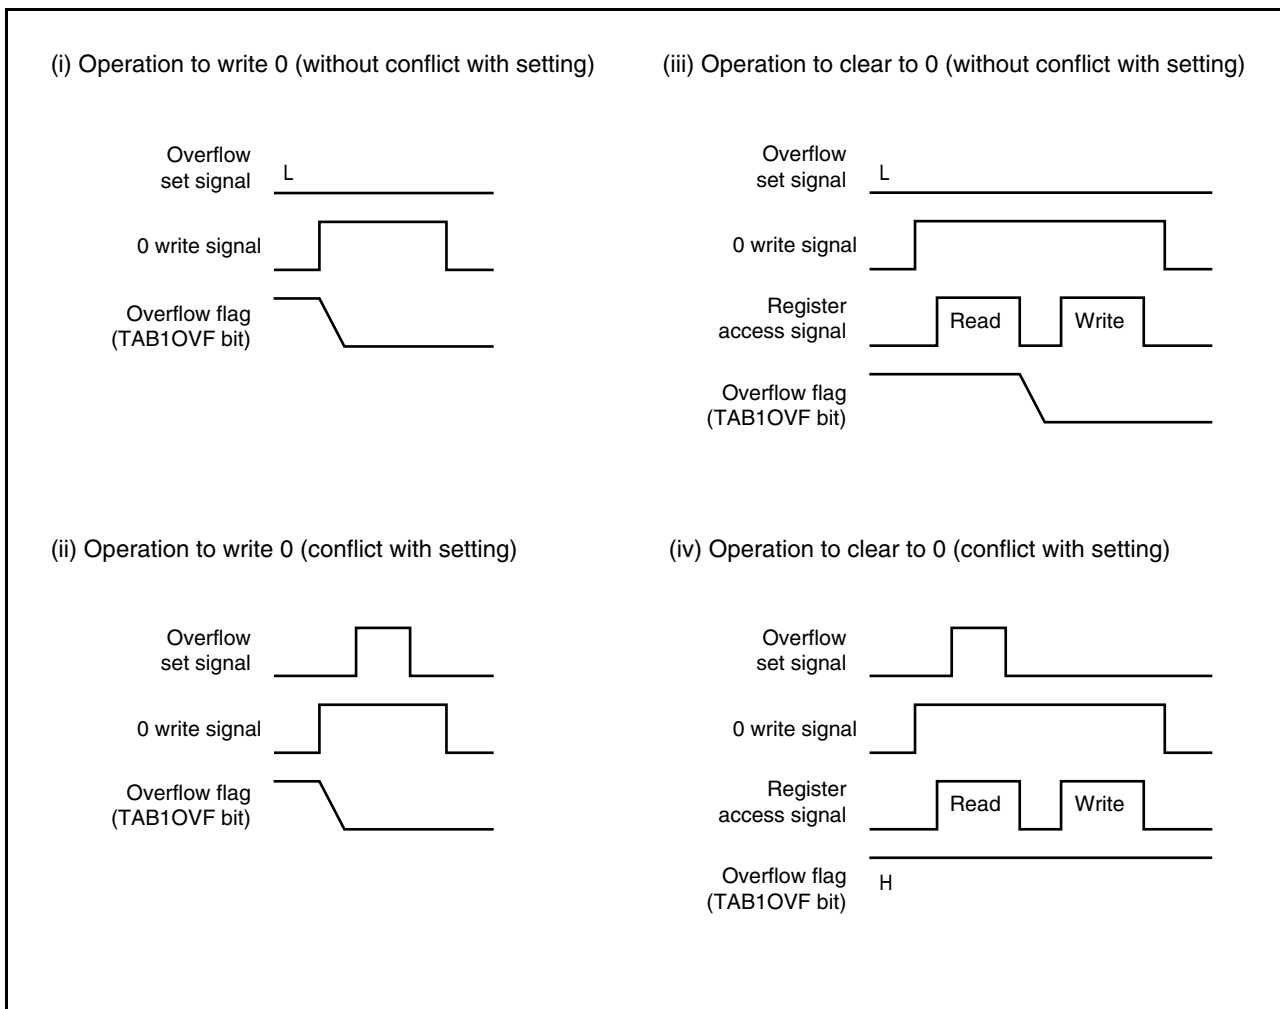 (i) Operation to write 0 (without conflict with setting)
Overflow
set signal
L
0 write signal
Overflow flag
(TAB1OVF bit)
(iii) Operation to clear to 0 (without conflict with setting)
Overflow
set signal
L
0 write signal
Register
access signal
Read
Write
Overflow flag
(TAB1OVF bit)
(ii) Operation to write 0 (conflict with setting)
Overflow
set signal
0 write signal
Overflow flag
(TAB1OVF bit)
(iv) Operation to clear to 0 (conflict with setting)
Overflow
set signal
0 write signal
Register
access signal
Read
Write
Overflow flag
(TAB1OVF bit)
H